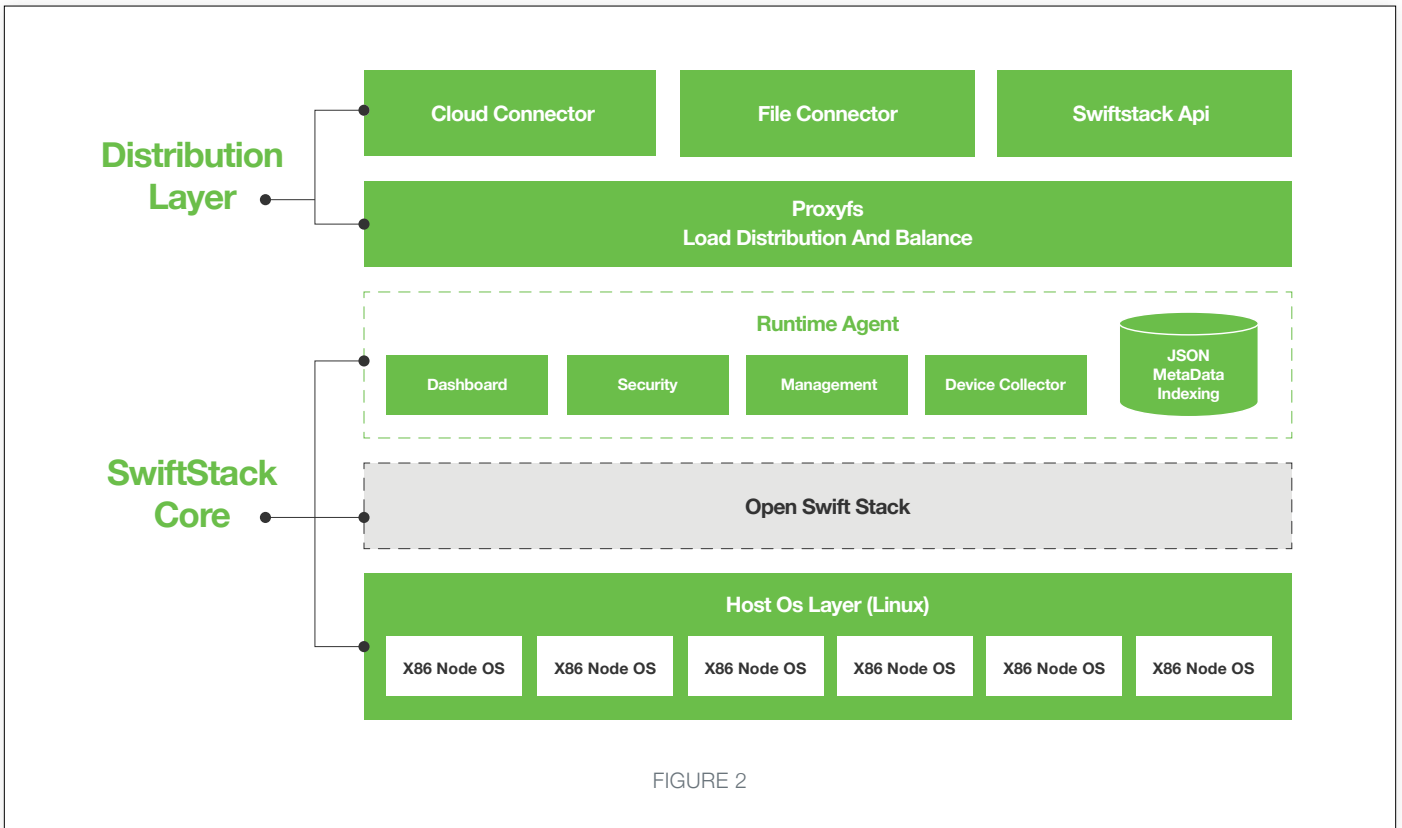 Distribution
Layer
Cloud Connector
File Connector
Swiftstack Api
Proxyfs
Load Distribution And Balance
SwiftStack
Core
Runtime Agent
Dashboard
Security
Management
Device Collector
JSON
MetaData
Indexing
Open Swift Stack
Host Os Layer (Linux)
X86 Node OS
X86 Node OS
X86 Node OS
X86 Node OS
X86 Node OS
X86 Node OS
FIGURE 2